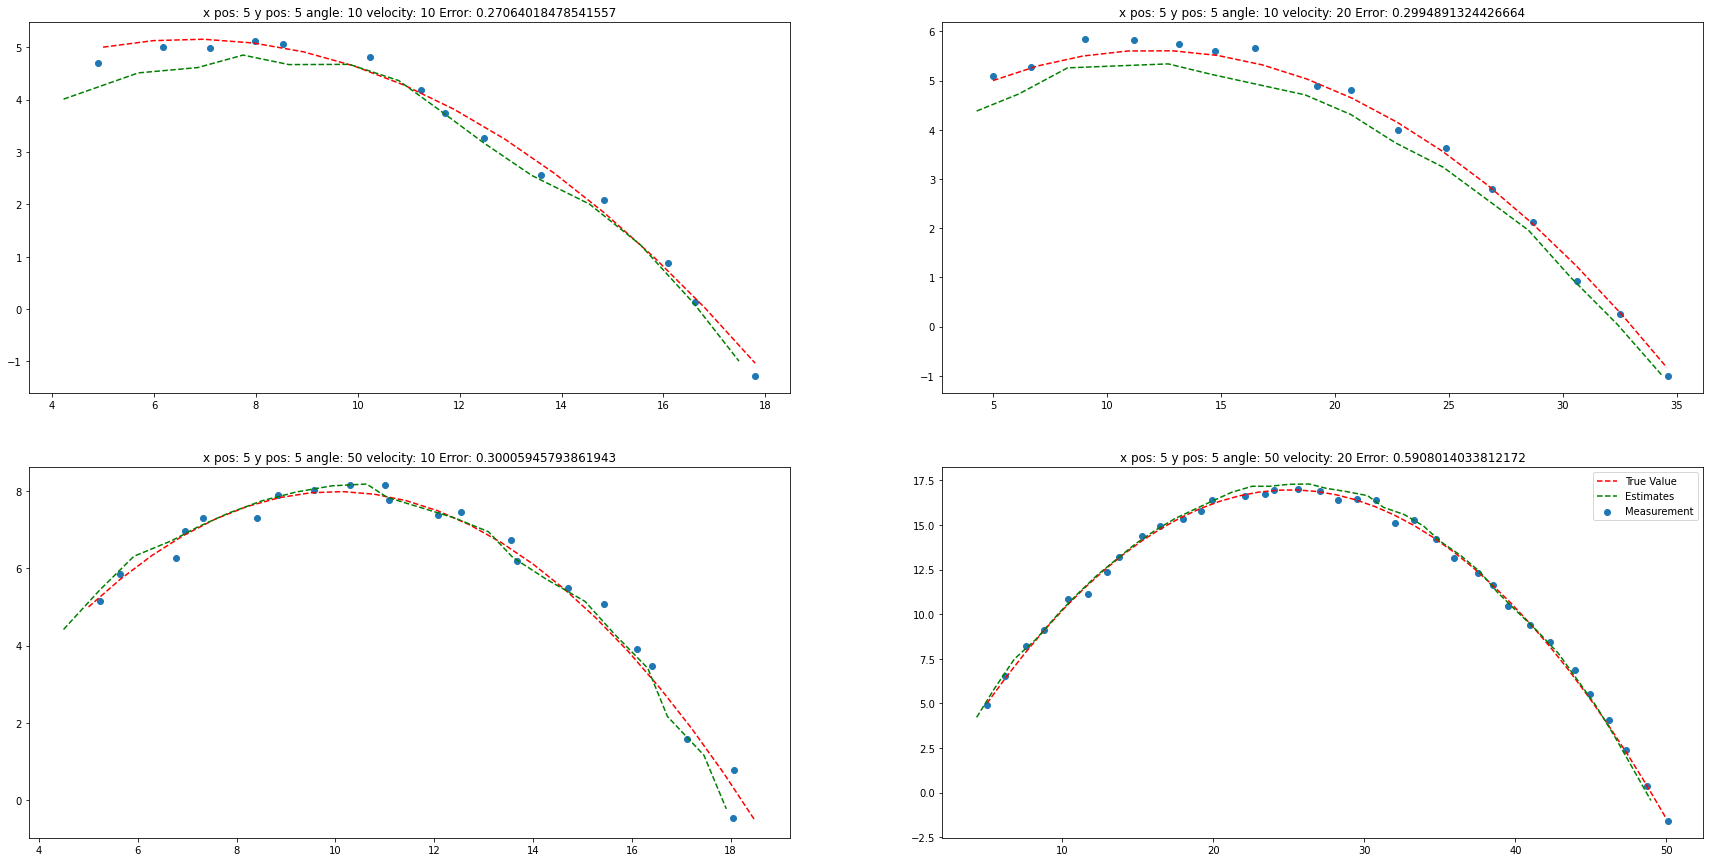 x pos: 5 y pos: 5 angle: 10 velocity: 10 Error: 0.27064018478541557
5
4
3
2
1
0
−1
4 6 8 10 12 14 16 18
x pos: 5 y pos: 5 angle: 10 velocity: 20 Error: 0.2994891324426664
6
5
4
3
2
1
0
−1
5 10 15 20 25 30 35
x pos: 5 y pos: 5 angle: 50 velocity: 10 Error: 0.30005945793861943
8
6
4
2
0
4 6 8 10 12 14 16 18
x pos: 5 y pos: 5 angle: 50 velocity: 20 Error: 0.5908014033812172
True Value
Estimates
Measurement
17.5
15.0
12.5
10.0
7.5
5.0
2.5
0.0
−2.5
10 20 30 40 50